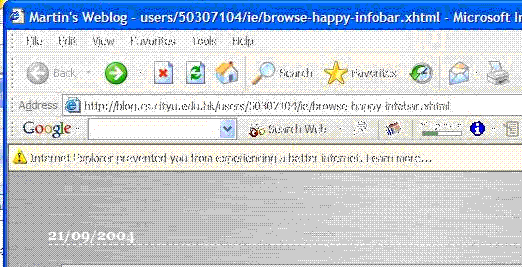 Martin's Weblog - users/50307104/ie/browse-happy-infobar.xhtml - Microsoft In
File Edit View Favorites Tools Help
Back Search Favorites
Address http://blog.cs.cityu.edu.hk/users/50307104/ie/browse-happy-infobar.xhtml
Google Search Web
Internet Explorer prevented you from experiencing a better internet. Learn more...
21/09/2004